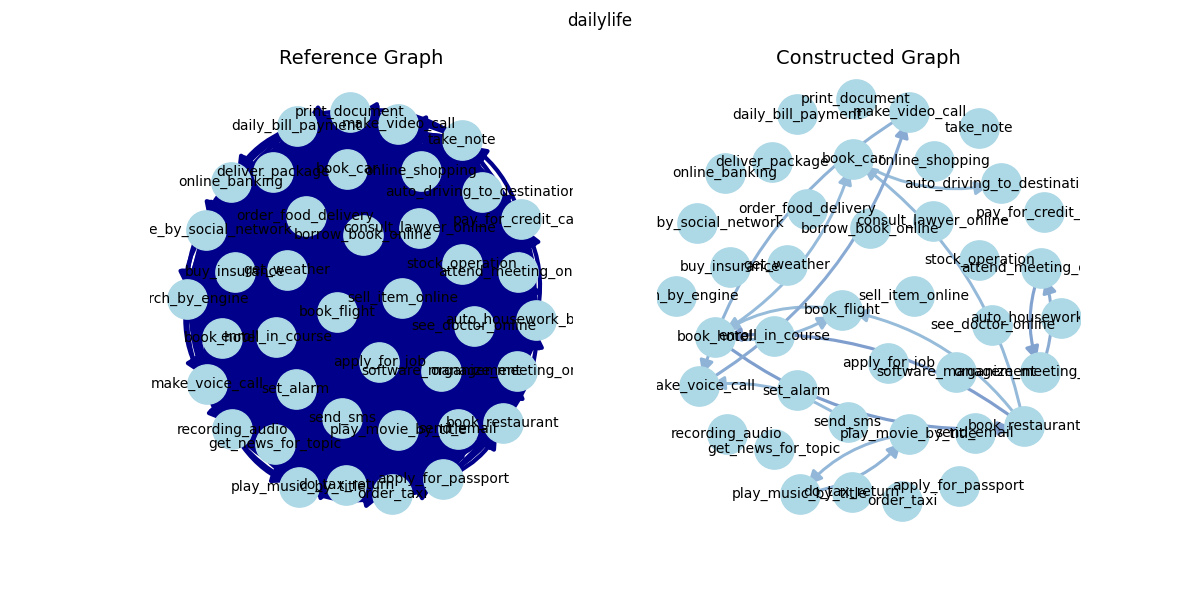 dailylife
Reference Graph
print_document
daily_bill_payment
make_video_call
take_note
book_car
deliver_package
online_shopping
online_banking
auto_driving_to_destination
order_food_delivery
pay_for_credit_ca
consult_lawyer_online
e_by_social_network
borrow_book_online
stock_operation
buy_insurance
get_weather
attend_meeting_on
rch_by_engine
sell_item_online
book_flight
auto_housework_b
see_doctor_online
book_hotel
enroll_in_course
apply_for_job
software_management
organize_meeting_on
make_voice_call
set_alarm
send_sms
book_restaurant
recording_audio
play_movie_by_title
send_email
get_news_for_topic
apply_for_passport
play_music_by_title
do_tax_return
order_taxi
Constructed Graph
print_document
daily_bill_payment
make_video_call
take_note
book_car
deliver_package
online_shopping
online_banking
auto_driving_to_destinati
order_food_delivery
pay_for_credit_
consult_lawyer_online
by_social_network
borrow_book_online
stock_operation
buy_insurance
get_weather
attend_meeting_
h_by_engine
sell_item_online
book_flight
auto_housework
see_doctor_online
book_hotel
enroll_in_course
apply_for_job
software_management
organize_meeting_
ake_voice_call
set_alarm
send_sms
book_restaurant
recording_audio
play_movie_by_title
send_email
get_news_for_topic
apply_for_passport
play_music_by_title
do_tax_return
order_taxi